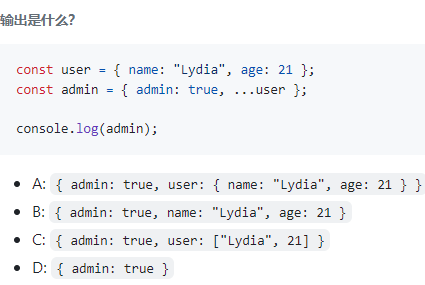 输出是什么？
const user = { name: "Lydia", age: 21 };
const admin = { admin: true, ...user };
console.log(admin);
A: { admin: true, user: { name: "Lydia", age: 21 } }
B: { admin: true, name: "Lydia", age: 21 }
C: { admin: true, user: ["Lydia", 21] }
D: { admin: true }